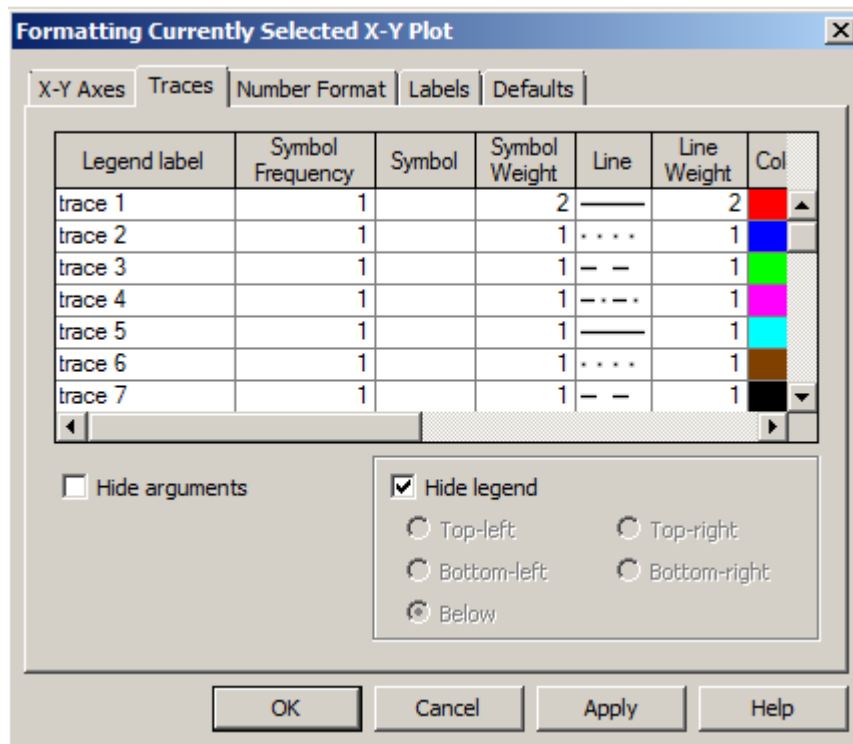 Formatting Currently Selected X-Y Plot
X-Y Axes Traces Number Format Labels Defaults
Legend label Symbol Frequency Symbol Symbol Weight Line Line Weight Col
trace 1 1 2 2
trace 2 1 1 1
trace 3 1 1 1
trace 4 1 1 1
trace 5 1 1 1
trace 6 1 1 1
trace 7 1 1 1
Hide arguments Hide legend
Top-left Top-right
Bottom-left Bottom-right
Below
OK Cancel Apply Help